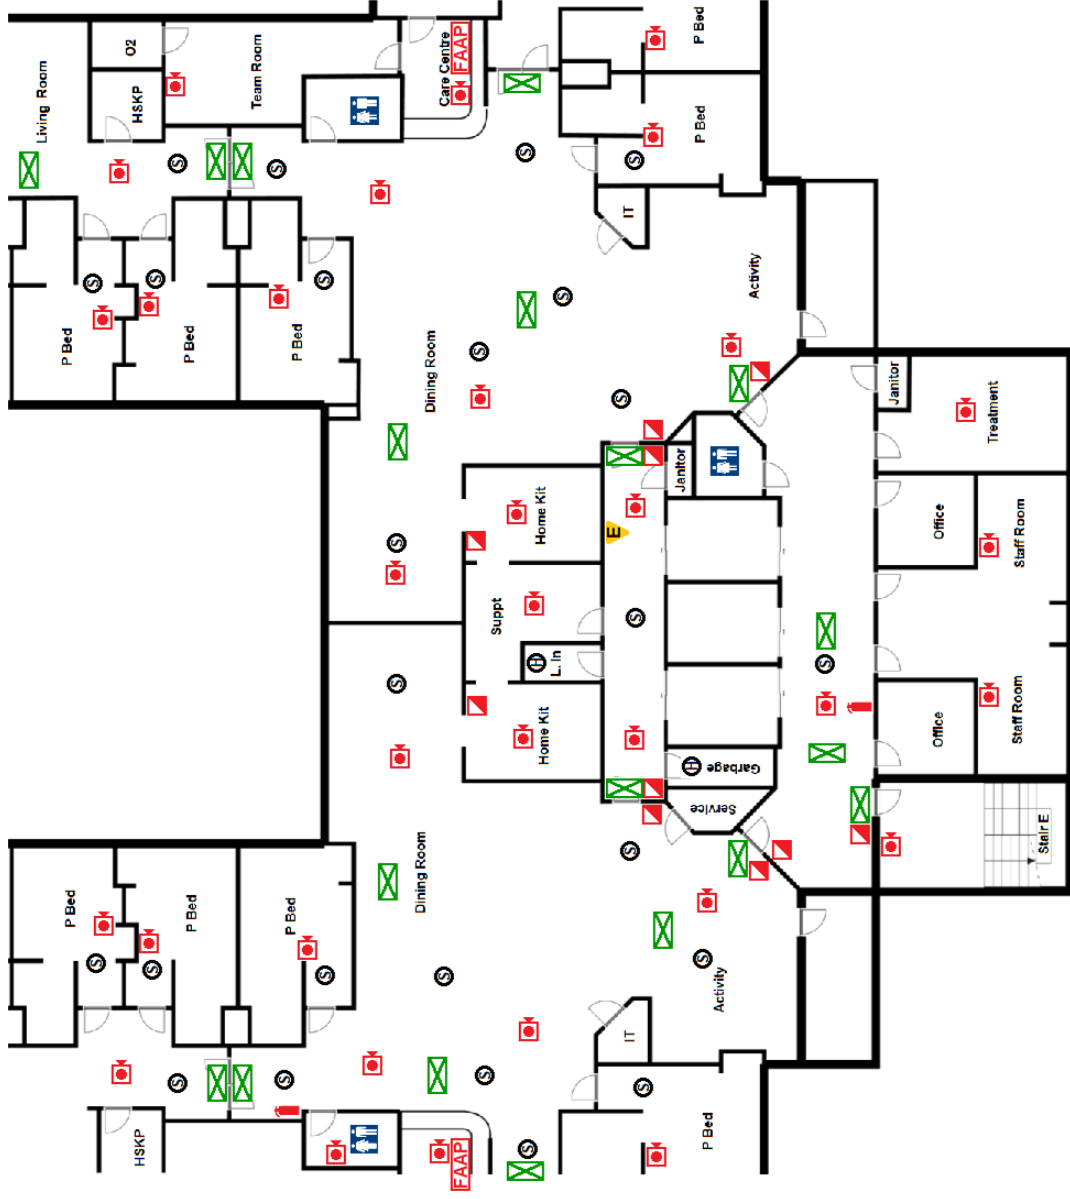 Living Room
O2
HSKP
Team Room
Care Centre
FAAP
P Bed
P Bed
IT
Activity
P Bed
P Bed
P Bed
Dining Room
Home Kit
Suppt
L. In
Home Kit
E
Janitor
Janitor
Treatment
Office
Staff Room
Office
Staff Room
Garbage
Service
Stair E
Dining Room
P Bed
P Bed
P Bed
Activity
IT
HSKP
FAAP
P Bed
S
S
S
S
S
S
S
S
S
S
S
S
S
S
H
S
H
S
S
S
S
S
S
S
S
S
S
S
S